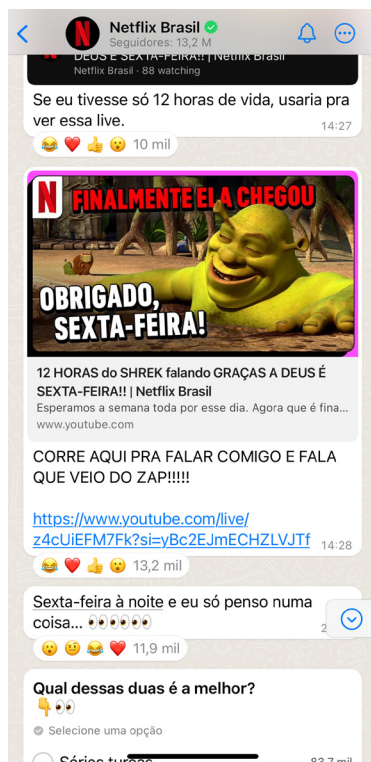 Netflix Brasil
Seguidores: 13,2 M
DEUS É SEXTA-FEIRA!! | Netflix Brasil
Netflix Brasil · 88 watching
Se eu tivesse só 12 horas de vida, usaria pra
ver essa live.
14:27
😂 ❤️ 👍 😮 10 mil
N
FINALMENTE ELA CHEGOU
OBRIGADO,
SEXTA-FEIRA!
12 HORAS do SHREK falando GRAÇAS A DEUS É
SEXTA-FEIRA!! | Netflix Brasil
Esperamos a semana toda por esse dia. Agora que é fina...
www.youtube.com
CORRE AQUI PRA FALAR COMIGO E FALA
QUE VEIO DO ZAP!!!!!
https://www.youtube.com/live/
z4cUiEFM7Fk?si=yBc2EJmECHZLVJTf
14:28
😂 ❤️ 👍 😮 13,2 mil
Sexta-feira à noite e eu só penso numa
coisa... 👀👀👀👀👀👀
😮 🤨 😂 ❤️ 11,9 mil
Qual dessas duas é a melhor?
👇👀
Selecione uma opção
Séries turcas
83,7 mil